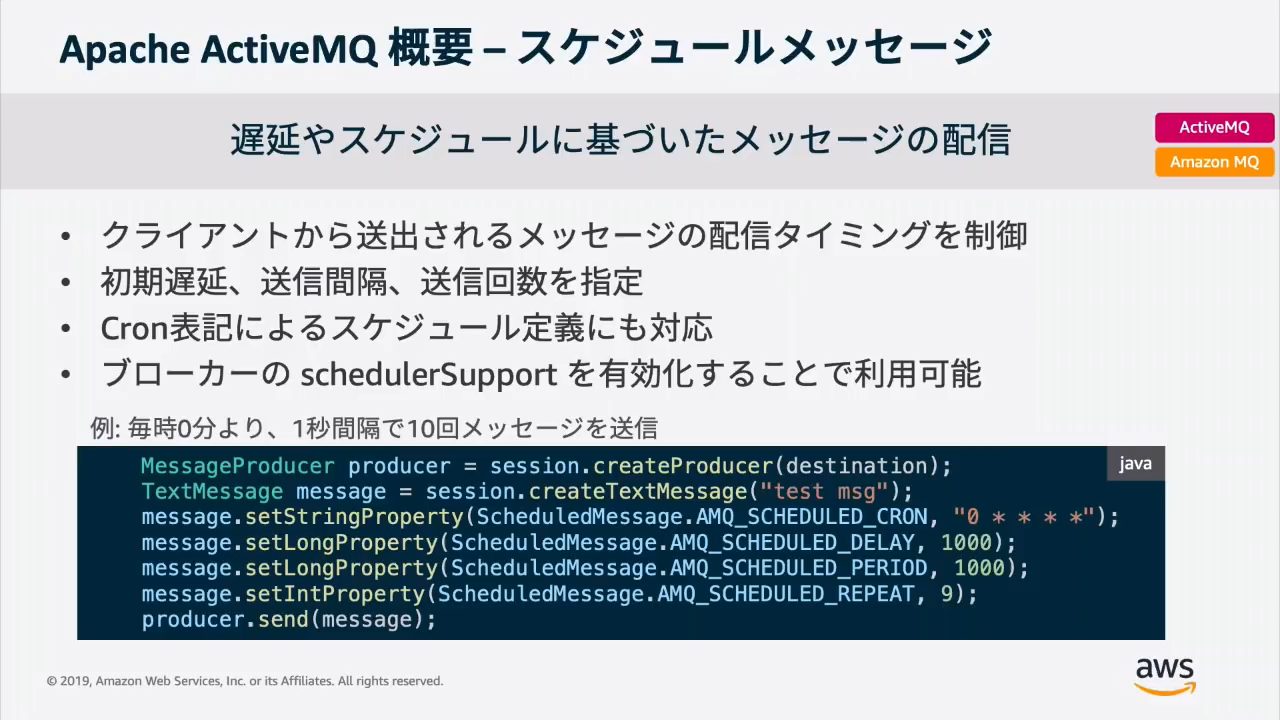 Apache ActiveMQ 概要 – スケジュールメッセージ
遅延やスケジュールに基づいたメッセージの配信
ActiveMQ
Amazon MQ
• クライアントから送出されるメッセージの配信タイミングを制御
• 初期遅延、送信間隔、送信回数を指定
• Cron表記によるスケジュール定義にも対応
• ブローカーの schedulerSupport を有効化することで利用可能
例: 毎時0分より、1秒間隔で10回メッセージを送信
java
MessageProducer producer = session.createProducer(destination);
TextMessage message = session.createTextMessage("test msg");
message.setStringProperty(ScheduledMessage.AMQ_SCHEDULED_CRON, "0 * * * *");
message.setLongProperty(ScheduledMessage.AMQ_SCHEDULED_DELAY, 1000);
message.setLongProperty(ScheduledMessage.AMQ_SCHEDULED_PERIOD, 1000);
message.setIntProperty(ScheduledMessage.AMQ_SCHEDULED_REPEAT, 9);
producer.send(message);
© 2019, Amazon Web Services, Inc. or its Affiliates. All rights reserved.
aws